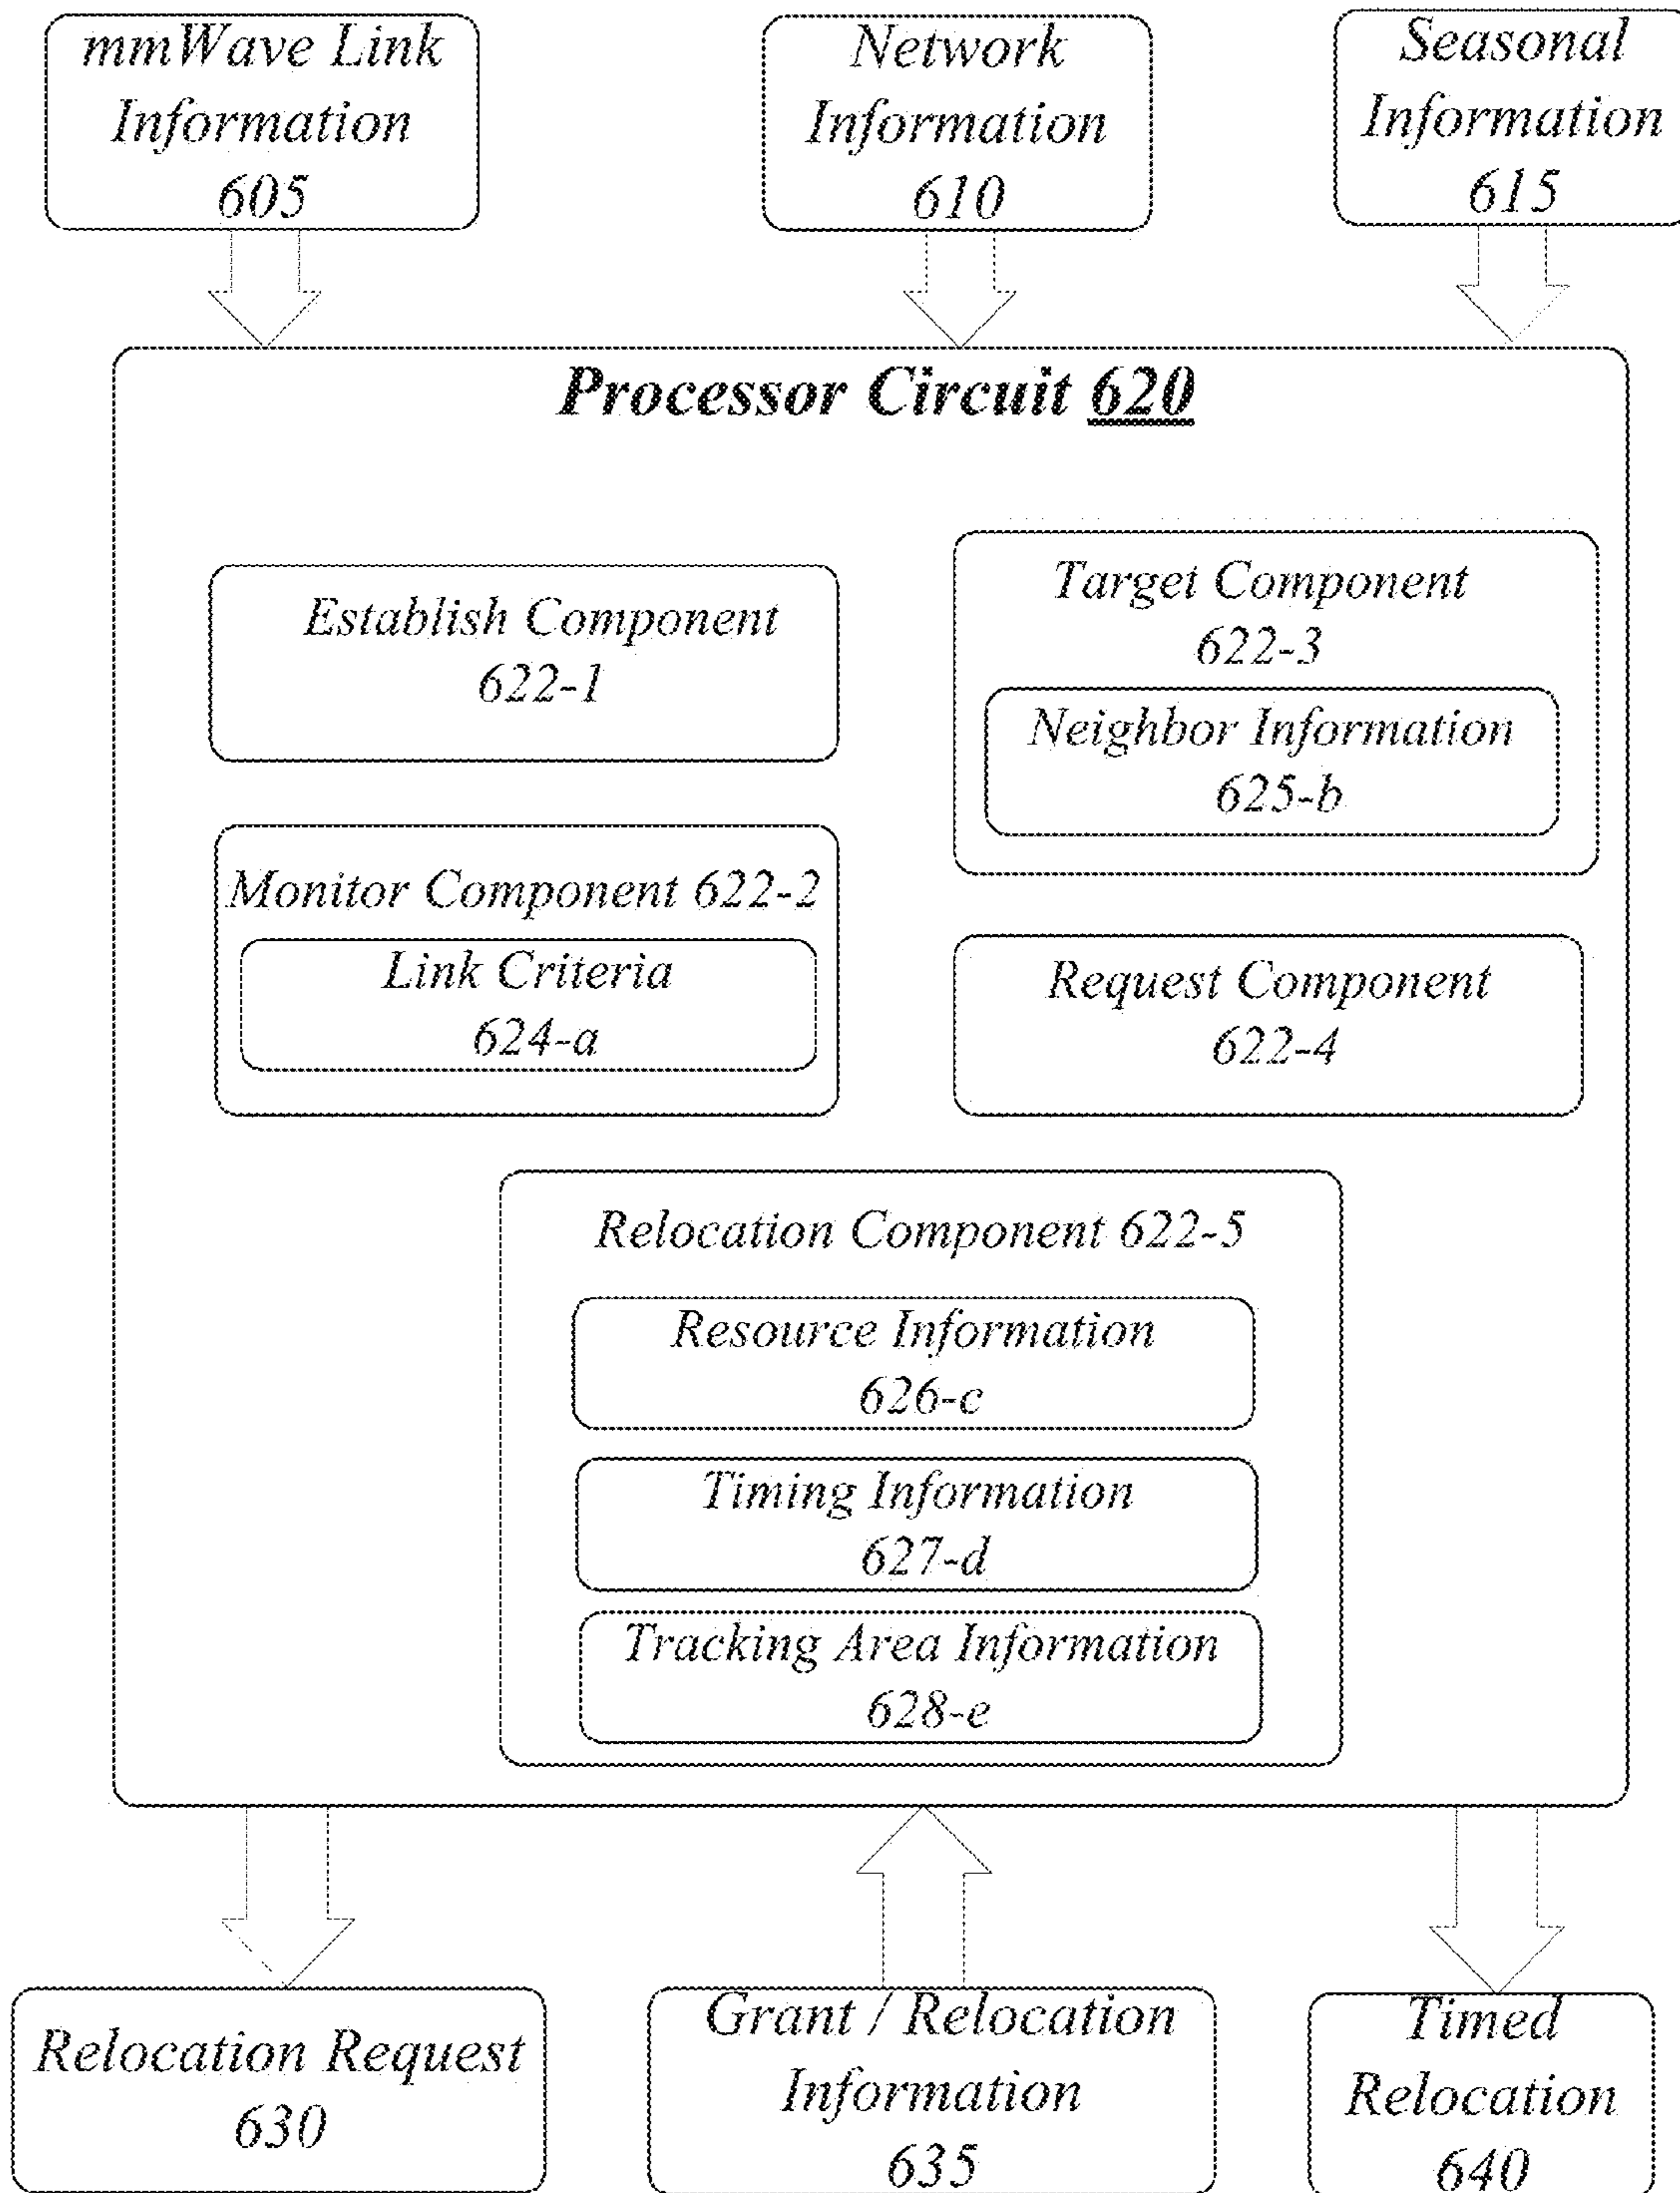 mmWave Link
Information
605
Network
Information
610
Seasonal
Information
615
Processor Circuit 620
Establish Component
622-1
Target Component
622-3
Neighbor Information
625-b
Monitor Component 622-2
Link Criteria
624-a
Request Component
622-4
Relocation Component 622-5
Resource Information
626-c
Timing Information
627-d
Tracking Area Information
628-e
Relocation Request
630
Grant / Relocation
Information
635
Timed
Relocation
640